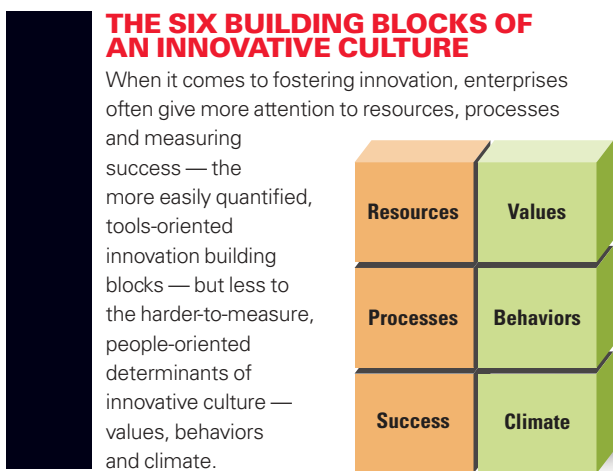 THE SIX BUILDING BLOCKS OF
AN INNOVATIVE CULTURE
When it comes to fostering innovation, enterprises
often give more attention to resources, processes
and measuring
success — the
more easily quantified,
tools-oriented
innovation building
blocks — but less to
the harder-to-measure,
people-oriented
determinants of
innovative culture —
values, behaviors
and climate.
Resources Values
Processes Behaviors
Success Climate